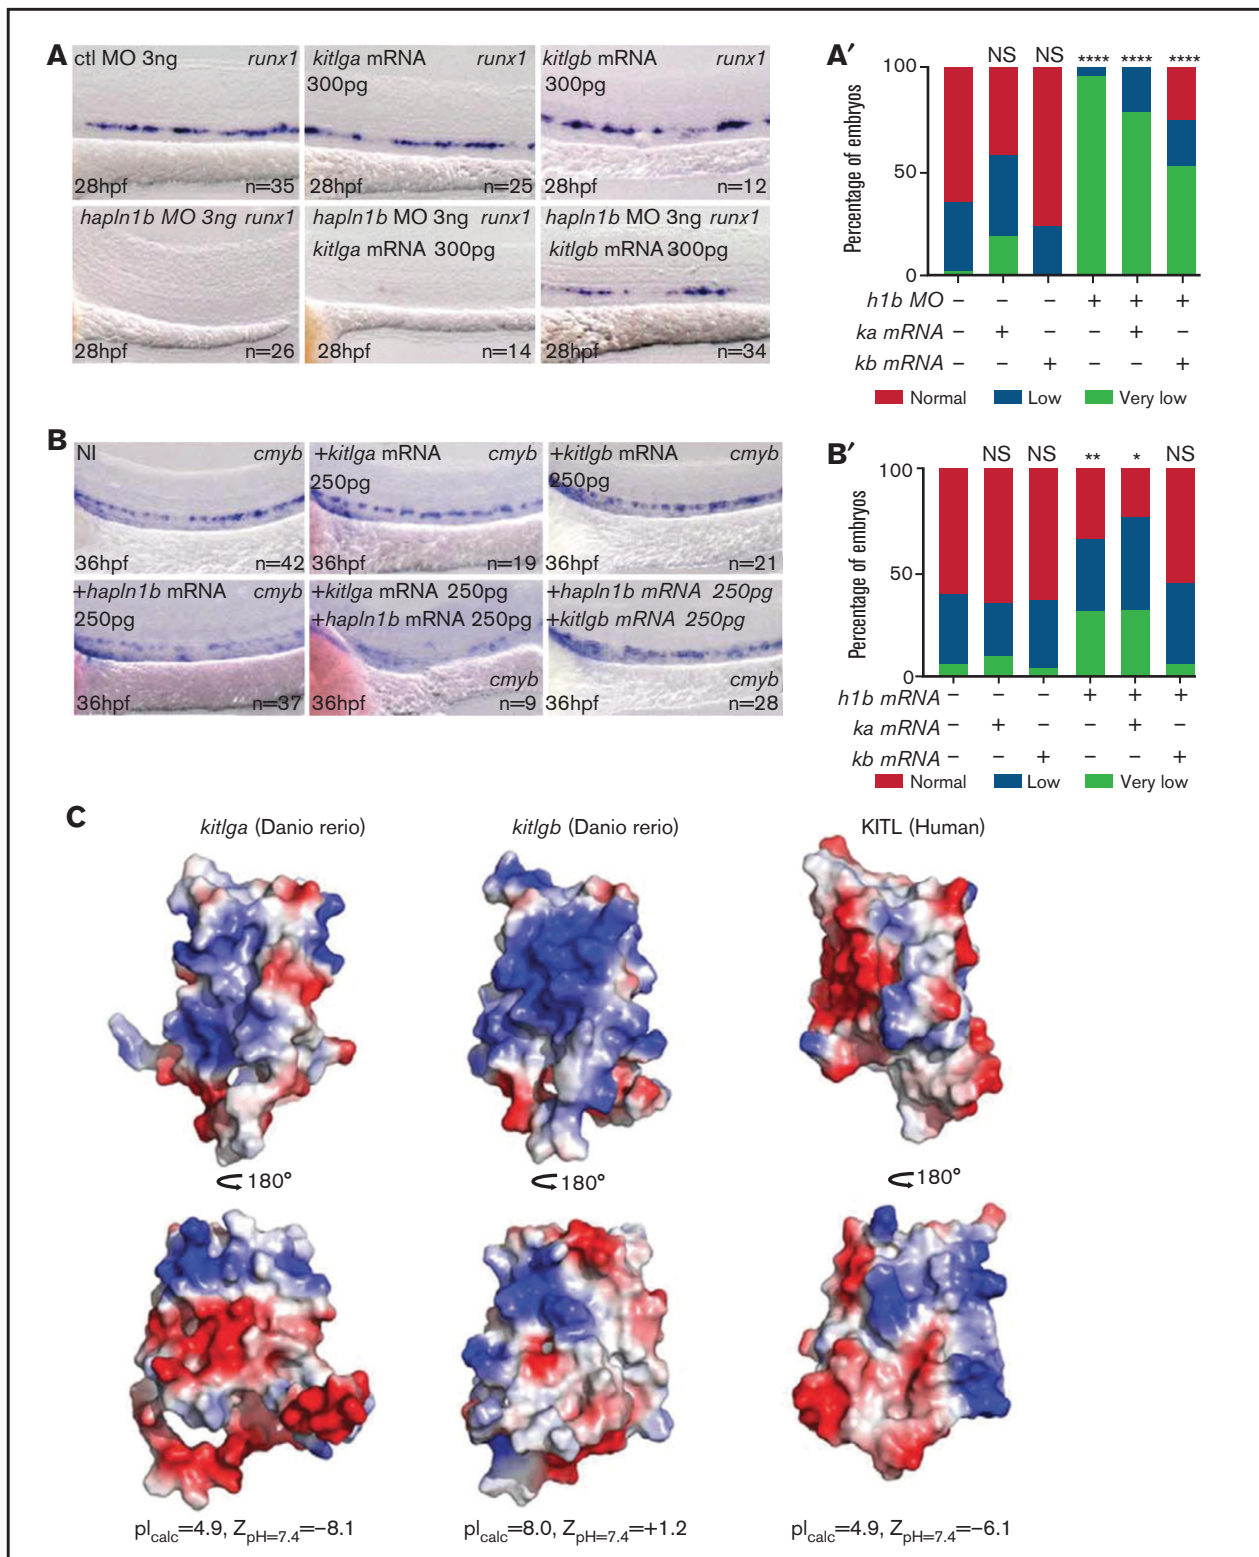 A
ctl MO 3ng runx1
28hpf n=35
kitlga mRNA runx1
300pg
28hpf n=25
kitlgb mRNA runx1
300pg
28hpf n=12
hapln1b MO 3ng runx1
28hpf n=26
hapln1b MO 3ng runx1
kitlga mRNA 300pg
28hpf n=14
hapln1b MO 3ng runx1
kitlgb mRNA 300pg
28hpf n=34
A′
NS NS **** **** ****
Percentage of embryos
100
50
0
h1b MO – – – + + +
ka mRNA – + – – + –
kb mRNA – – + – – +
Normal Low Very low
B
NI cmyb
36hpf n=42
+kitlga mRNA cmyb
250pg
36hpf n=19
+kitlgb mRNA cmyb
250pg
36hpf n=21
+hapln1b mRNA cmyb
250pg
36hpf n=37
+kitlga mRNA 250pg
+hapln1b mRNA 250pg
cmyb
36hpf n=9
+hapln1b mRNA 250pg
+kitlgb mRNA 250pg
cmyb
36hpf n=28
B′
NS NS ** * NS
Percentage of embryos
100
50
0
h1b mRNA – – – + + +
ka mRNA – + – – + –
kb mRNA – – + – – +
Normal Low Very low
C
kitlga (Danio rerio)
kitlgb (Danio rerio)
KITL (Human)
180°
180°
180°
pIcalc=4.9, ZpH=7.4=−8.1
pIcalc=8.0, ZpH=7.4=+1.2
pIcalc=4.9, ZpH=7.4=−6.1